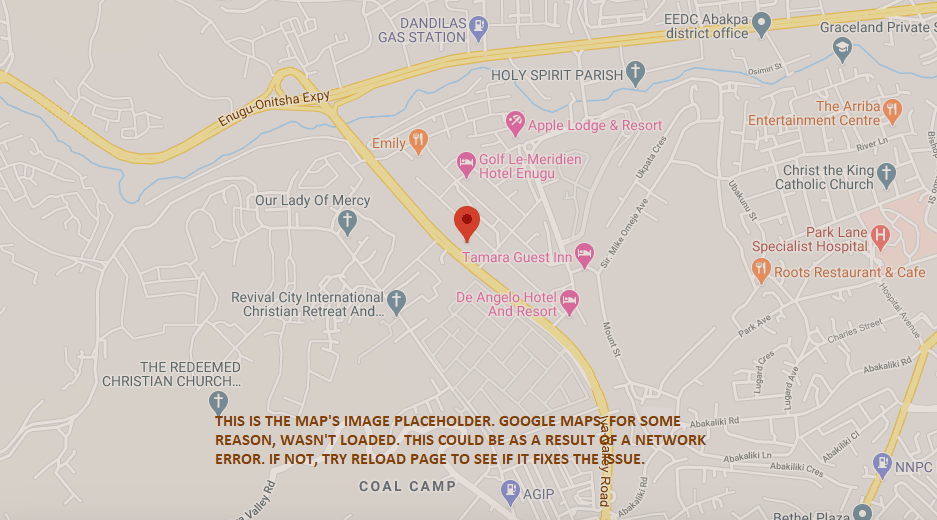 DANDILAS
GAS STATION
EEDC Abakpa
district office
Graceland Private S
HOLY SPIRIT PARISH
Osimiri St
Enugu-Onitsha Expy
The Arriba
Entertainment Centre
Apple Lodge & Resort
Emily
River Ln
Bishop
Golf Le-Meridien
Hotel Enugu
Ukpata Cres
Christ the King
Catholic Church
Our Lady Of Mercy
Ubakunu St
Sir. Mike Omeje Ave
Park Lane
Specialist Hospital
Tamara Guest Inn
Roots Restaurant & Cafe
Revival City International
Christian Retreat And...
De Angelo Hotel
And Resort
Hospital Avenue
Park Ave
Charles Street
Mount St
THE REDEEMED
CHRISTIAN CHURCH...
Lugard Cres
Lugard Ave
Abakaliki Rd
THIS IS THE MAP'S IMAGE PLACEHOLDER. GOOGLE MAPS, FOR SOME
REASON, WASN'T LOADED. THIS COULD BE AS A RESULT OF A NETWORK
ERROR. IF NOT, TRY RELOAD PAGE TO SEE IF IT FIXES THE ISSUE.
Abakaliki Rd
Abakaliki Cl
Abakaliki Ln
Abakaliki Cres
NNPC
Valley Road
COAL CAMP
AGIP
Abakaliki Rd
Valley Rd
Bethel Plaza